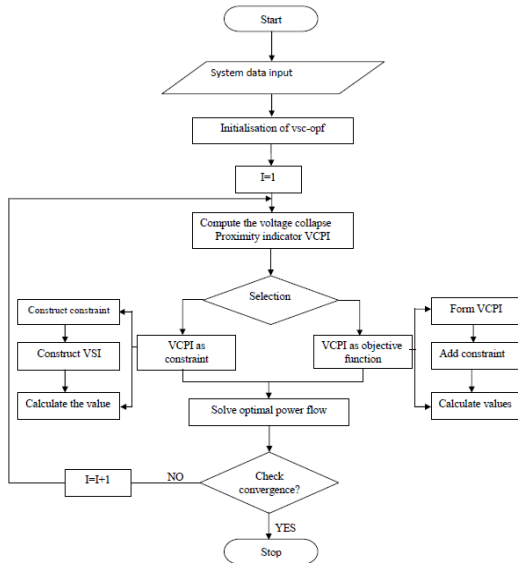 Start
System data input
Initialisation of vsc-opf
I=1
Compute the voltage collapse
Proximity indicator VCPI
Selection
Construct constraint
Construct VSI
Calculate the value
VCPI as
constraint
VCPI as objective
function
Form VCPI
Add constraint
Calculate values
Solve optimal power flow
Check
convergence?
NO
I=I+1
YES
Stop